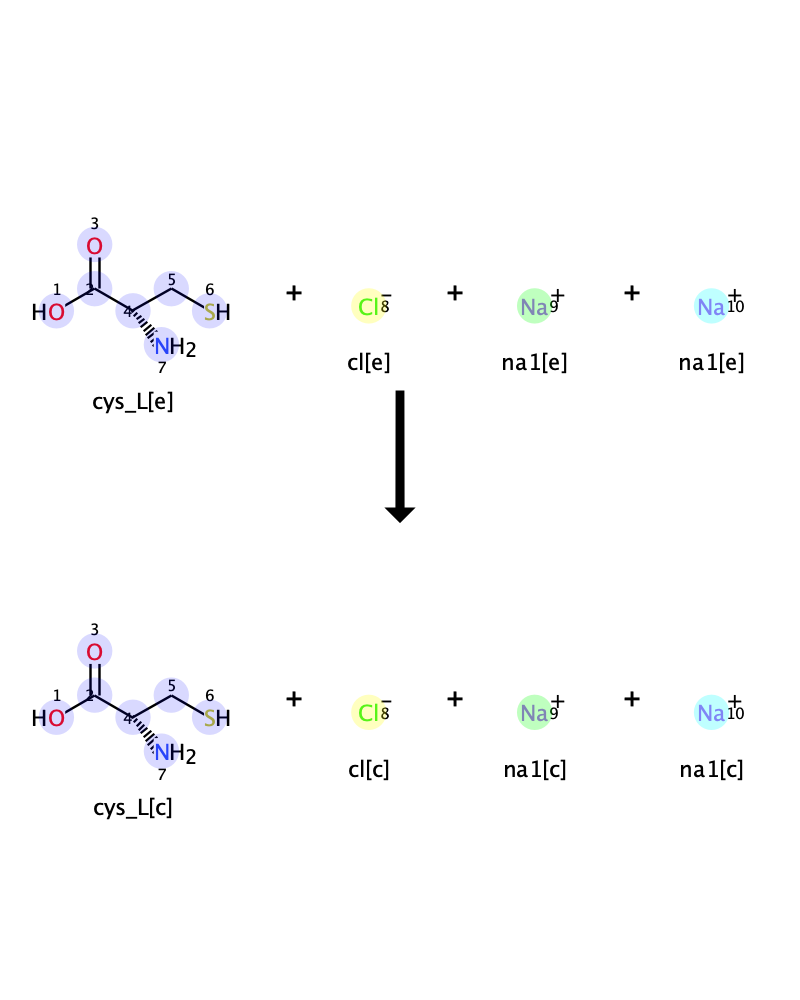 3
O
1 2 5 6
HO 4 SH
NH2
7
+ Cl−8 + Na+9 + Na+10
cys_L[e] cl[e] na1[e] na1[e]
3
O
1 2 5 6
HO 4 SH
NH2
7
+ Cl−8 + Na+9 + Na+10
cys_L[c] cl[c] na1[c] na1[c]